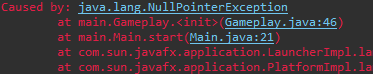 Caused by: java.lang.NullPointerException
at main.Gameplay.<init>(Gameplay.java:46)
at main.Main.start(Main.java:21)
at com.sun.javafx.application.LauncherImpl.la
at com.sun.javafx.application.PlatformImpl.la